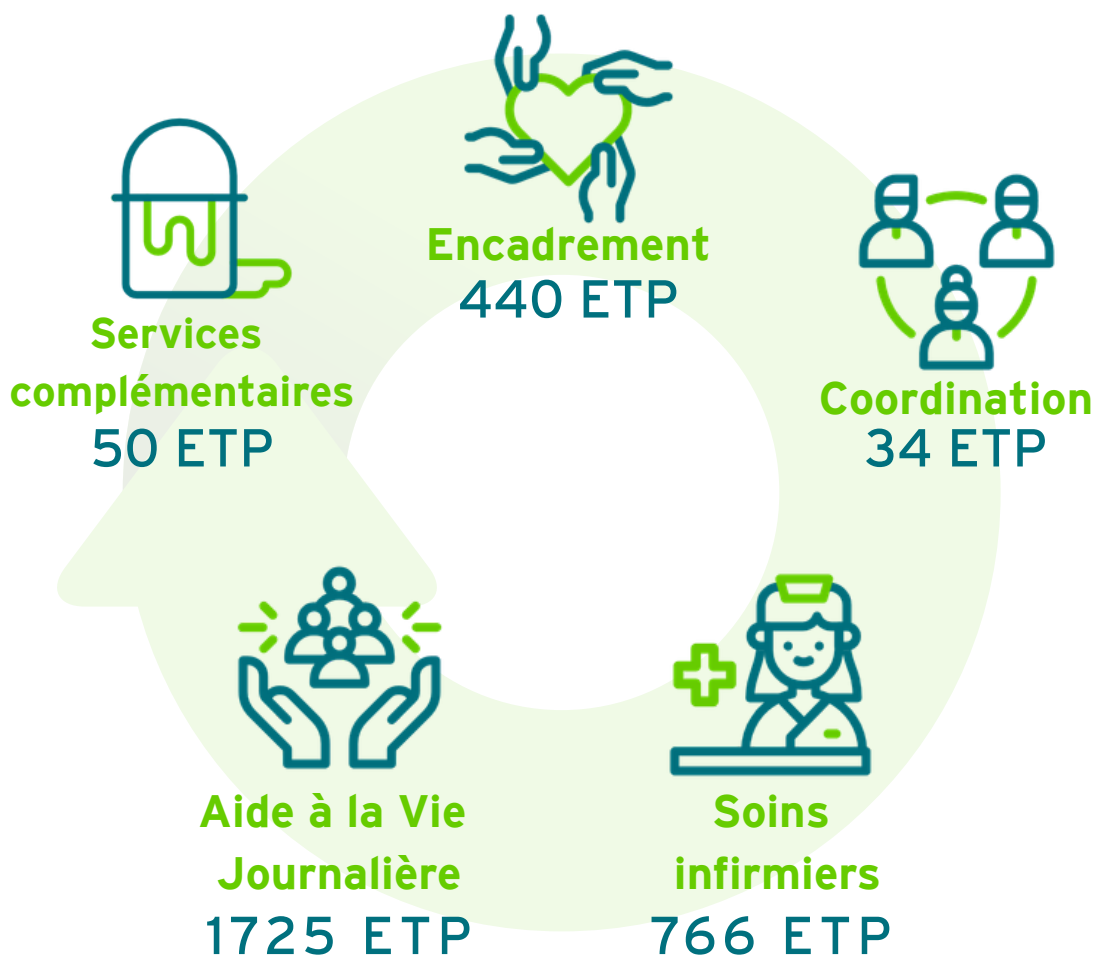 Encadrement
440 ETP
Services
complémentaires
50 ETP
Coordination
34 ETP
Aide à la Vie
Journalière
1725 ETP
Soins
infirmiers
766 ETP